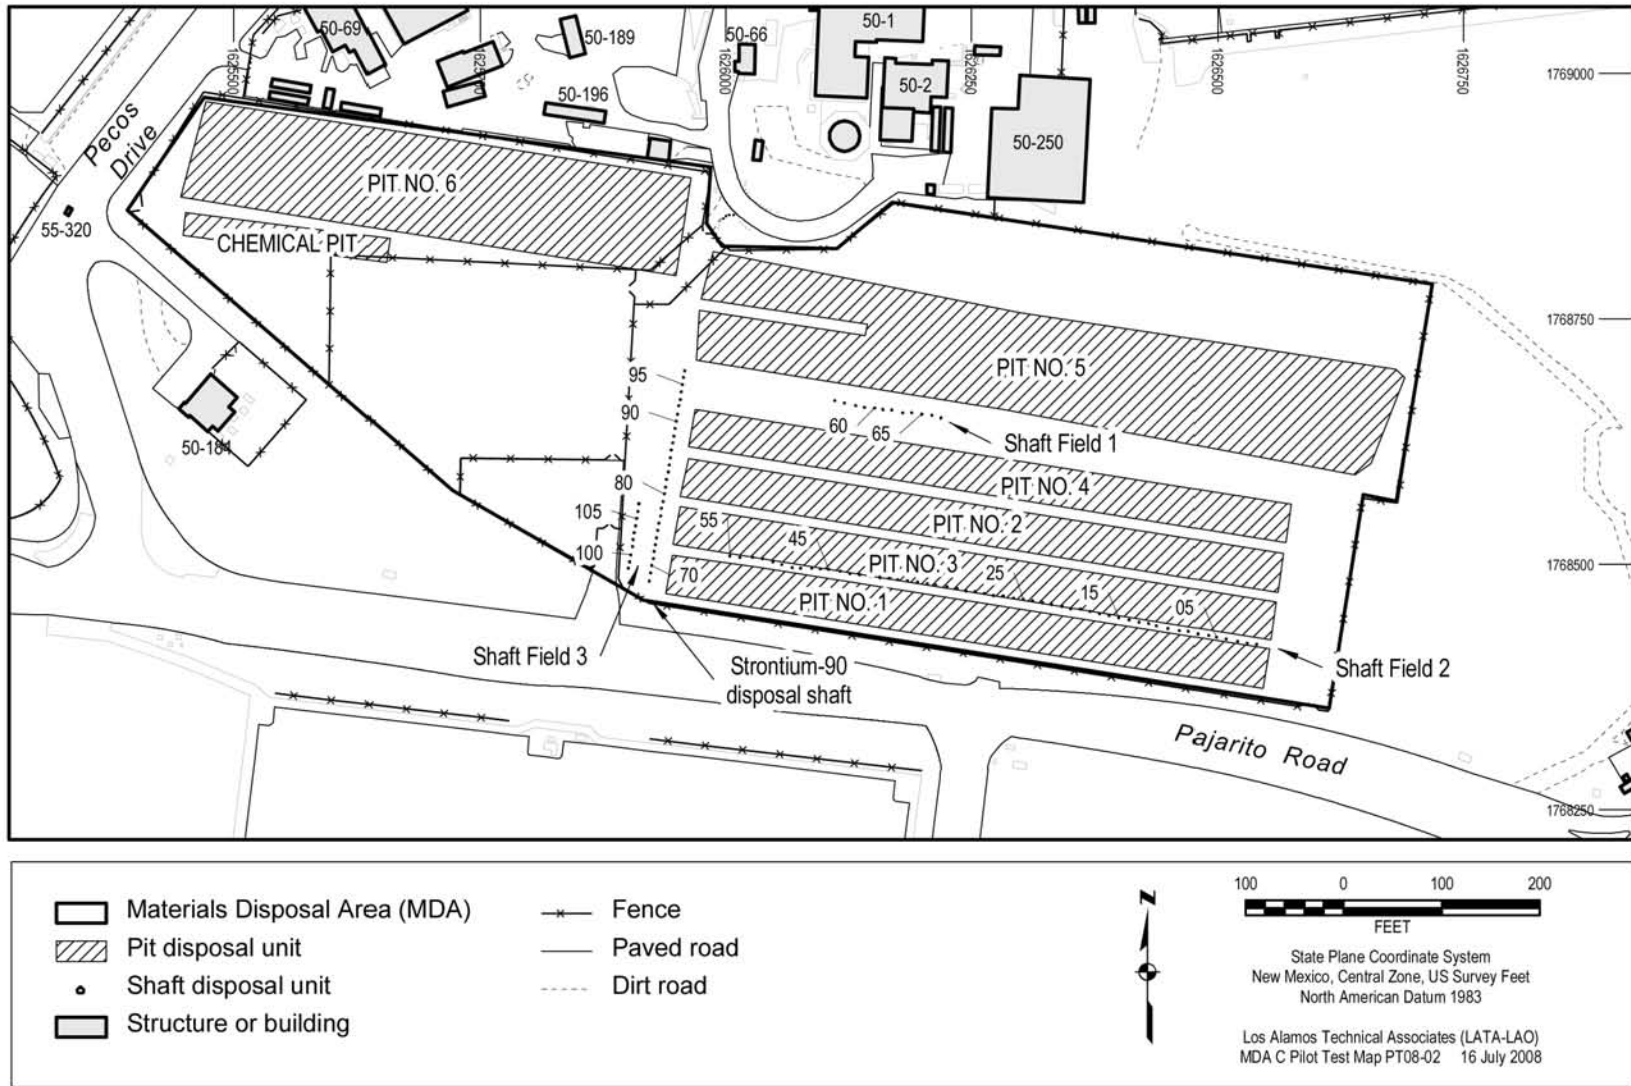 50-69
50-189
50-66
50-1
1625500
1626000
1626250
1626500
1626750
1769000
50-196
50-2
50-250
Pecos
Drive
PIT NO. 6
55-320
CHEMICAL PIT
1768750
PIT NO. 5
95
90
60
65
Shaft Field 1
50-184
80
PIT NO. 4
105
55
PIT NO. 2
45
100
PIT NO. 3
1768500
70
25
15
05
PIT NO. 1
Shaft Field 3
Strontium-90
disposal shaft
Shaft Field 2
Pajarito Road
1768250
Materials Disposal Area (MDA)
Pit disposal unit
Shaft disposal unit
Structure or building
Fence
Paved road
Dirt road
N
100 0 100 200
FEET
State Plane Coordinate System
New Mexico, Central Zone, US Survey Feet
North American Datum 1983
Los Alamos Technical Associates (LATA-LAO)
MDA C Pilot Test Map PT08-02 16 July 2008